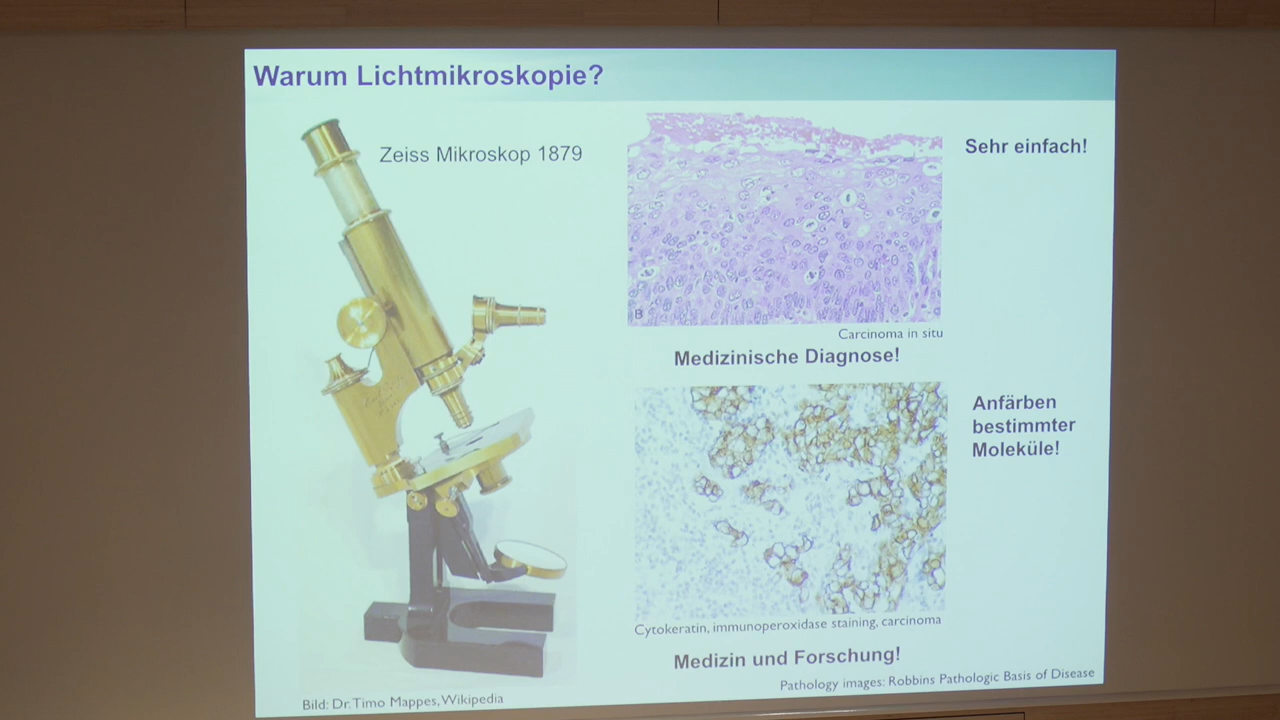 Warum Lichtmikroskopie?
Zeiss Mikroskop 1879
Sehr einfach!
B
Carcinoma in situ
Medizinische Diagnose!
Anfärben
bestimmter
Moleküle!
Cytokeratin, immunoperoxidase staining, carcinoma
Medizin und Forschung!
Pathology images: Robbins Pathologic Basis of Disease
Bild: Dr. Timo Mappes, Wikipedia